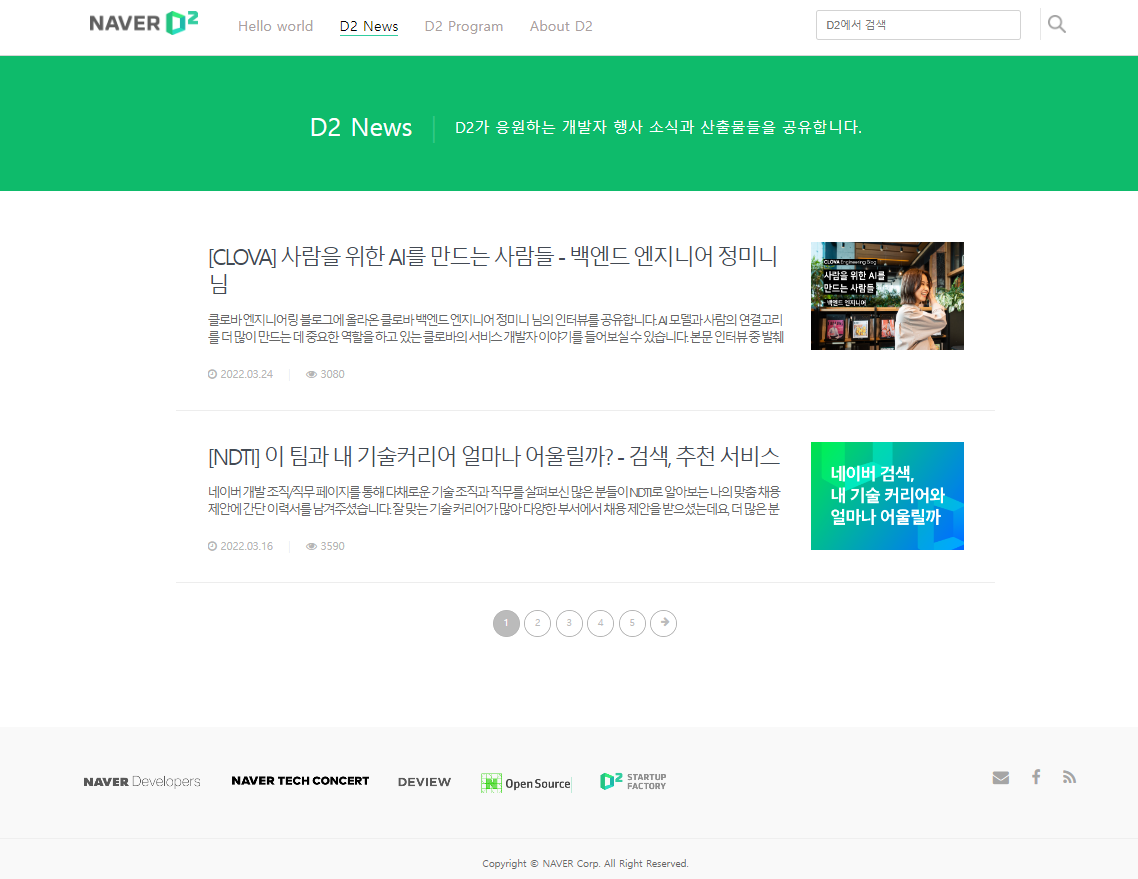 NAVER D2
Hello world
D2 News
D2 Program
About D2
D2에서 검색
D2 News
D2가 응원하는 개발자 행사 소식과 산출물들을 공유합니다.
[CLOVA] 사람을 위한 AI를 만드는 사람들 - 백엔드 엔지니어 정미니
님
클로바 엔지니어링 블로그에 올라온 클로바 백엔드 엔지니어 정미니 님의 인터뷰를 공유합니다. AI 모델과 사람의 연결고리
를 더 많이 만드는 데 중요한 역할을 하고 있는 클로바의 서비스 개발자 이야기를 들어보실 수 있습니다. 본문 인터뷰 중 발췌
2022.03.24
3080
CLOVA Engineering Blog
사람을 위한 AI를
만드는 사람들
백엔드 엔지니어
[NDTI] 이 팀과 내 기술커리어 얼마나 어울릴까? - 검색, 추천 서비스
네이버 개발 조직/직무 페이지를 통해 다채로운 기술 조직과 직무를 살펴보신 많은 분들이 NDTI로 알아보는 나의 맞춤 채용
제안에 간단 이력서를 남겨주셨습니다. 잘 맞는 기술 커리어가 많아 다양한 부서에서 채용 제안을 받으셨는데요, 더 많은 분
2022.03.16
3590
네이버 검색,
내 기술 커리어와
얼마나 어울릴까
1 2 3 4 5
NAVER Developers
NAVER TECH CONCERT
DEVIEW
N Open Source
D2 STARTUP
FACTORY
Copyright © NAVER Corp. All Right Reserved.